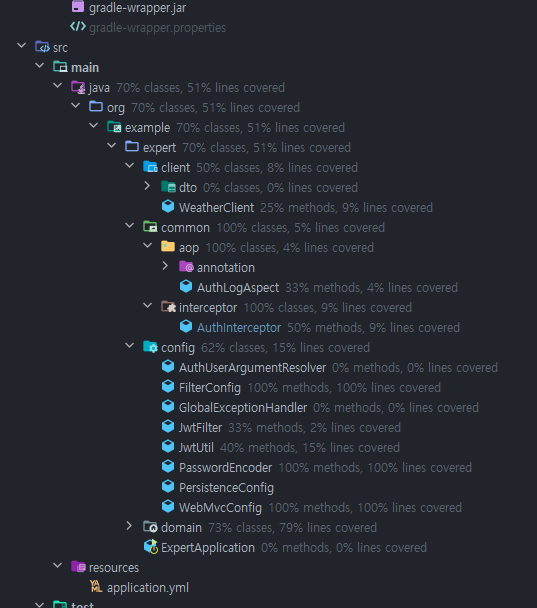 gradle-wrapper.jar
gradle-wrapper.properties
src
main
java 70% classes, 51% lines covered
org 70% classes, 51% lines covered
example 70% classes, 51% lines covered
expert 70% classes, 51% lines covered
client 50% classes, 8% lines covered
dto 0% classes, 0% lines covered
WeatherClient 25% methods, 9% lines covered
common 100% classes, 5% lines covered
aop 100% classes, 4% lines covered
annotation
AuthLogAspect 33% methods, 4% lines covered
interceptor 100% classes, 9% lines covered
AuthInterceptor 50% methods, 9% lines covered
config 62% classes, 15% lines covered
AuthUserArgumentResolver 0% methods, 0% lines covered
FilterConfig 100% methods, 100% lines covered
GlobalExceptionHandler 0% methods, 0% lines covered
JwtFilter 33% methods, 2% lines covered
JwtUtil 40% methods, 15% lines covered
PasswordEncoder 100% methods, 100% lines covered
PersistenceConfig
WebMvcConfig 100% methods, 100% lines covered
domain 73% classes, 79% lines covered
ExpertApplication 0% methods, 0% lines covered
resources
YAML application.yml
test